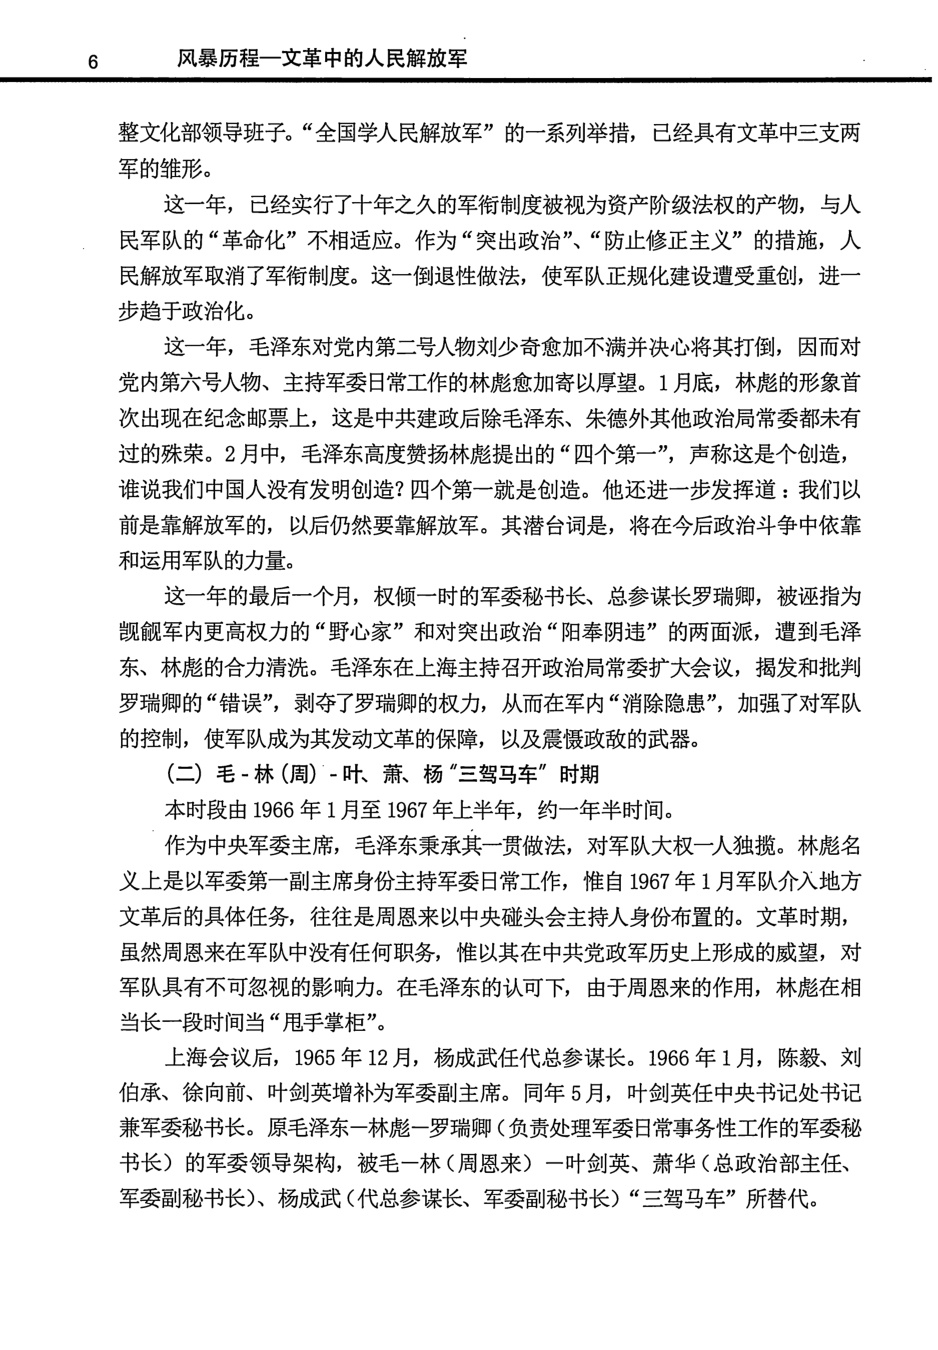 6 风暴历程—文革中的人民解放军
整文化部领导班子。“全国学人民解放军”的一系列举措，已经具有文革中三支两
军的雏形。
这一年，已经实行了十年之久的军衔制度被视为资产阶级法权的产物，与人
民军队的“革命化”不相适应。作为“突出政治”、“防止修正主义”的措施，人
民解放军取消了军衔制度。这一倒退性做法，使军队正规化建设遭受重创，进一
步趋于政治化。
这一年，毛泽东对党内第二号人物刘少奇愈加不满并决心将其打倒，因而对
党内第六号人物、主持军委日常工作的林彪愈加寄以厚望。1月底，林彪的形象首
次出现在纪念邮票上，这是中共建政后除毛泽东、朱德外其他政治局常委都未有
过的殊荣。2月中，毛泽东高度赞扬林彪提出的“四个第一”，声称这是个创造，
谁说我们中国人没有发明创造？四个第一就是创造。他还进一步发挥道：我们以
前是靠解放军的，以后仍然要靠解放军。其潜台词是，将在今后政治斗争中依靠
和运用军队的力量。
这一年的最后一个月，权倾一时的军委秘书长、总参谋长罗瑞卿，被诬指为
觊觎军内更高权力的“野心家”和对突出政治“阳奉阴违”的两面派，遭到毛泽
东、林彪的合力清洗。毛泽东在上海主持召开政治局常委扩大会议，揭发和批判
罗瑞卿的“错误”，剥夺了罗瑞卿的权力，从而在军内“消除隐患”，加强了对军队
的控制，使军队成为其发动文革的保障，以及震慑政敌的武器。
(二）毛-林(周）-叶、萧、杨“三驾马车”时期
本时段由1966年1月至1967年上半年，约一年半时间。
作为中央军委主席，毛泽东秉承其一贯做法，对军队大权一人独揽。林彪名
义上是以军委第一副主席身份主持军委日常工作，惟自1967年1月军队介入地方
文革后的具体任务，往往是周恩来以中央碰头会主持人身份布置的。文革时期，
虽然周恩来在军队中没有任何职务，惟以其在中共党政军历史上形成的威望，对
军队具有不可忽视的影响力。在毛泽东的认可下，由于周恩来的作用，林彪在相
当长一段时间当“甩手掌柜”。
上海会议后，1965年12月，杨成武任代总参谋长。1966年1月，陈毅、刘
伯承、徐向前、叶剑英增补为军委副主席。同年5月，叶剑英任中央书记处书记
兼军委秘书长。原毛泽东—林彪—罗瑞卿（负责处理军委日常事务性工作的军委秘
书长）的军委领导架构，被毛—林（周恩来）—叶剑英、萧华（总政治部主任、
军委副秘书长）、杨成武（代总参谋长、军委副秘书长）“三驾马车”所替代。